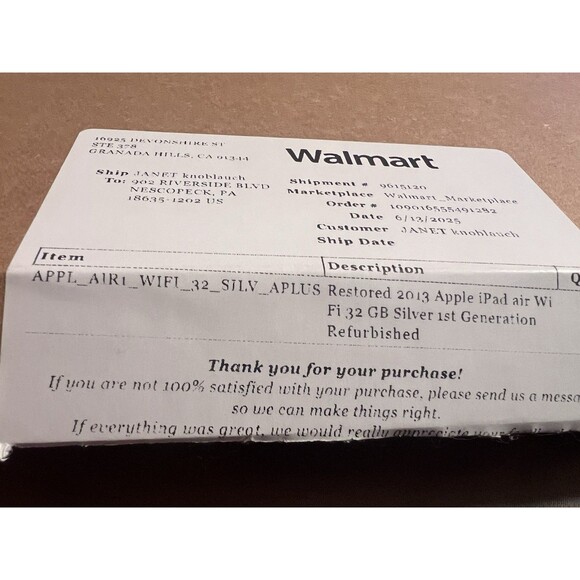 16925 DEVONSHIRE ST
STE 378
GRANADA HILLS, CA 91344
Walmart
Ship JANET knoblauch
To: 902 RIVERSIDE BLVD
NESCOPECK, PA
18635-1202 US
Shipment # 9615120
Marketplace Walmart_Marketplace
Order # 109016555491282
Date 6/13/2025
Customer JANET knoblauch
Ship Date
Item Description Q
APPL_AIR1_WIFI_32_SILV_APLUS Restored 2013 Apple iPad air Wi
Fi 32 GB Silver 1st Generation
Refurbished
Thank you for your purchase!
If you are not 100% satisfied with your purchase, please send us a messa
so we can make things right.
If everything was great, we would really appreciate your